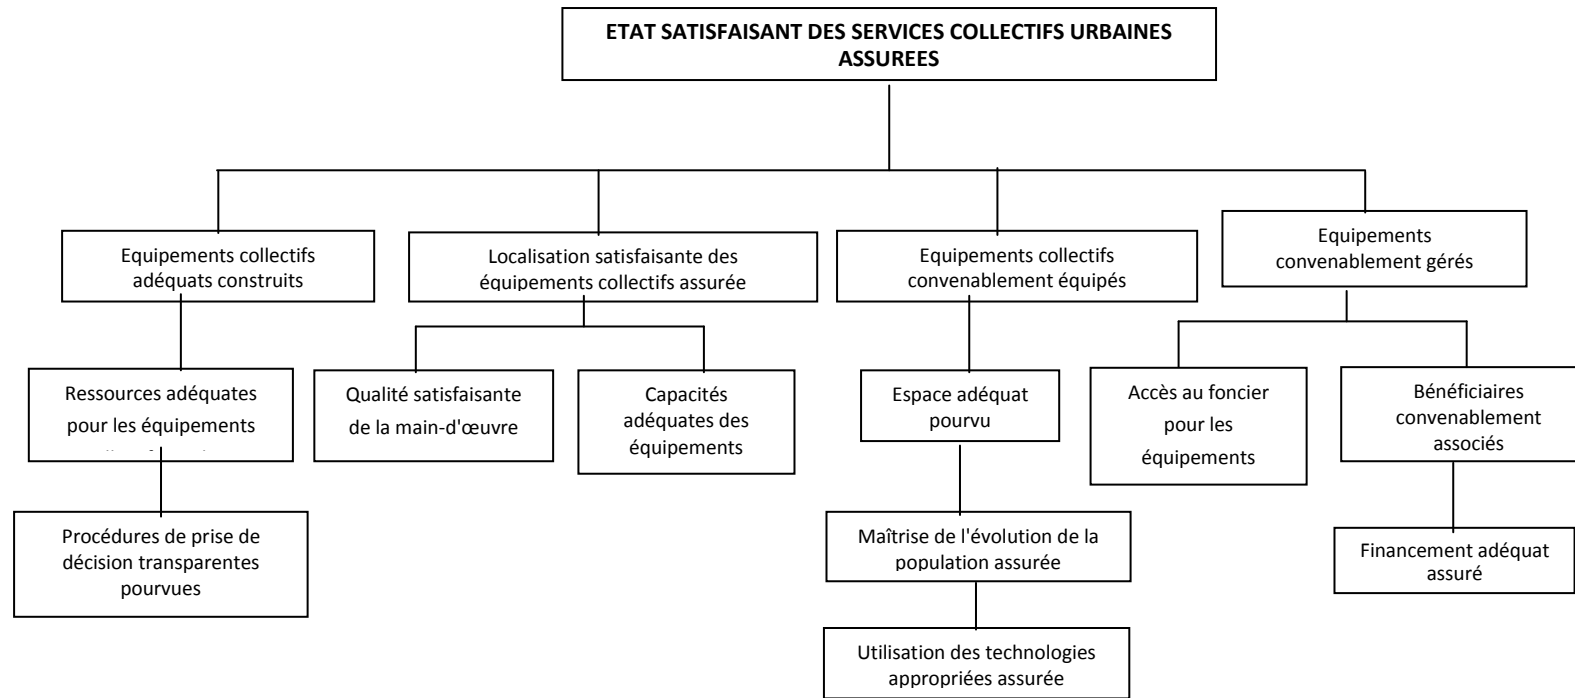 ETAT SATISFAISANT DES SERVICES COLLECTIFS URBAINES
ASSUREES
Equipements collectifs
adéquats construits
Localisation satisfaisante des
équipements collectifs assurée
Equipements collectifs
convenablement équipés
Equipements
convenablement gérés
Ressources adéquates
pour les équipements
Qualité satisfaisante
de la main-d'œuvre
Capacités
adéquates des
équipements
Espace adéquat
pourvu
Accès au foncier
pour les
équipements
Bénéficiaires
convenablement
associés
Procédures de prise de
décision transparentes
pourvues
Maîtrise de l'évolution de la
population assurée
Financement adéquat
assuré
Utilisation des technologies
appropriées assurée